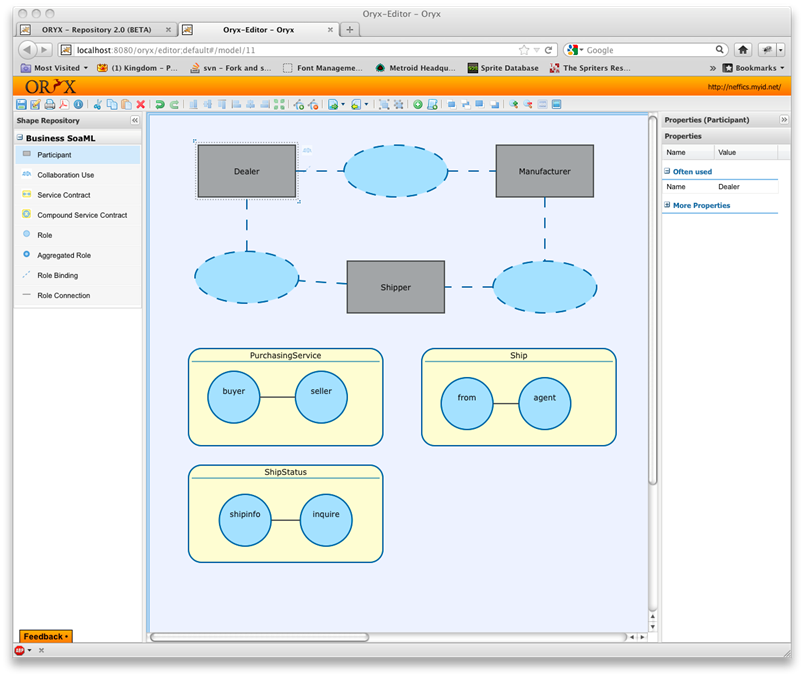 Oryx-Editor - Oryx
ORYX - Repository 2.0 (BETA)
Oryx-Editor - Oryx
localhost:8080/oryx/editor;default#/model/11
Google
Most Visited
(1) Kingdom - P...
svn - Fork and s...
Font Manageme...
Metroid Headqu...
Sprite Database
The Spriters Res...
»
Bookmarks
ORYX
http://neffics.myid.net/
Shape Repository
Business SoaML
Participant
Collaboration Use
Service Contract
Compound Service Contract
Role
Aggregated Role
Role Binding
Role Connection
Dealer
Manufacturer
Shipper
PurchasingService
buyer
seller
Ship
from
agent
ShipStatus
shipinfo
inquire
Properties (Participant)
Properties
Name Value
Often used
Name Dealer
More Properties
Feedback
ABP